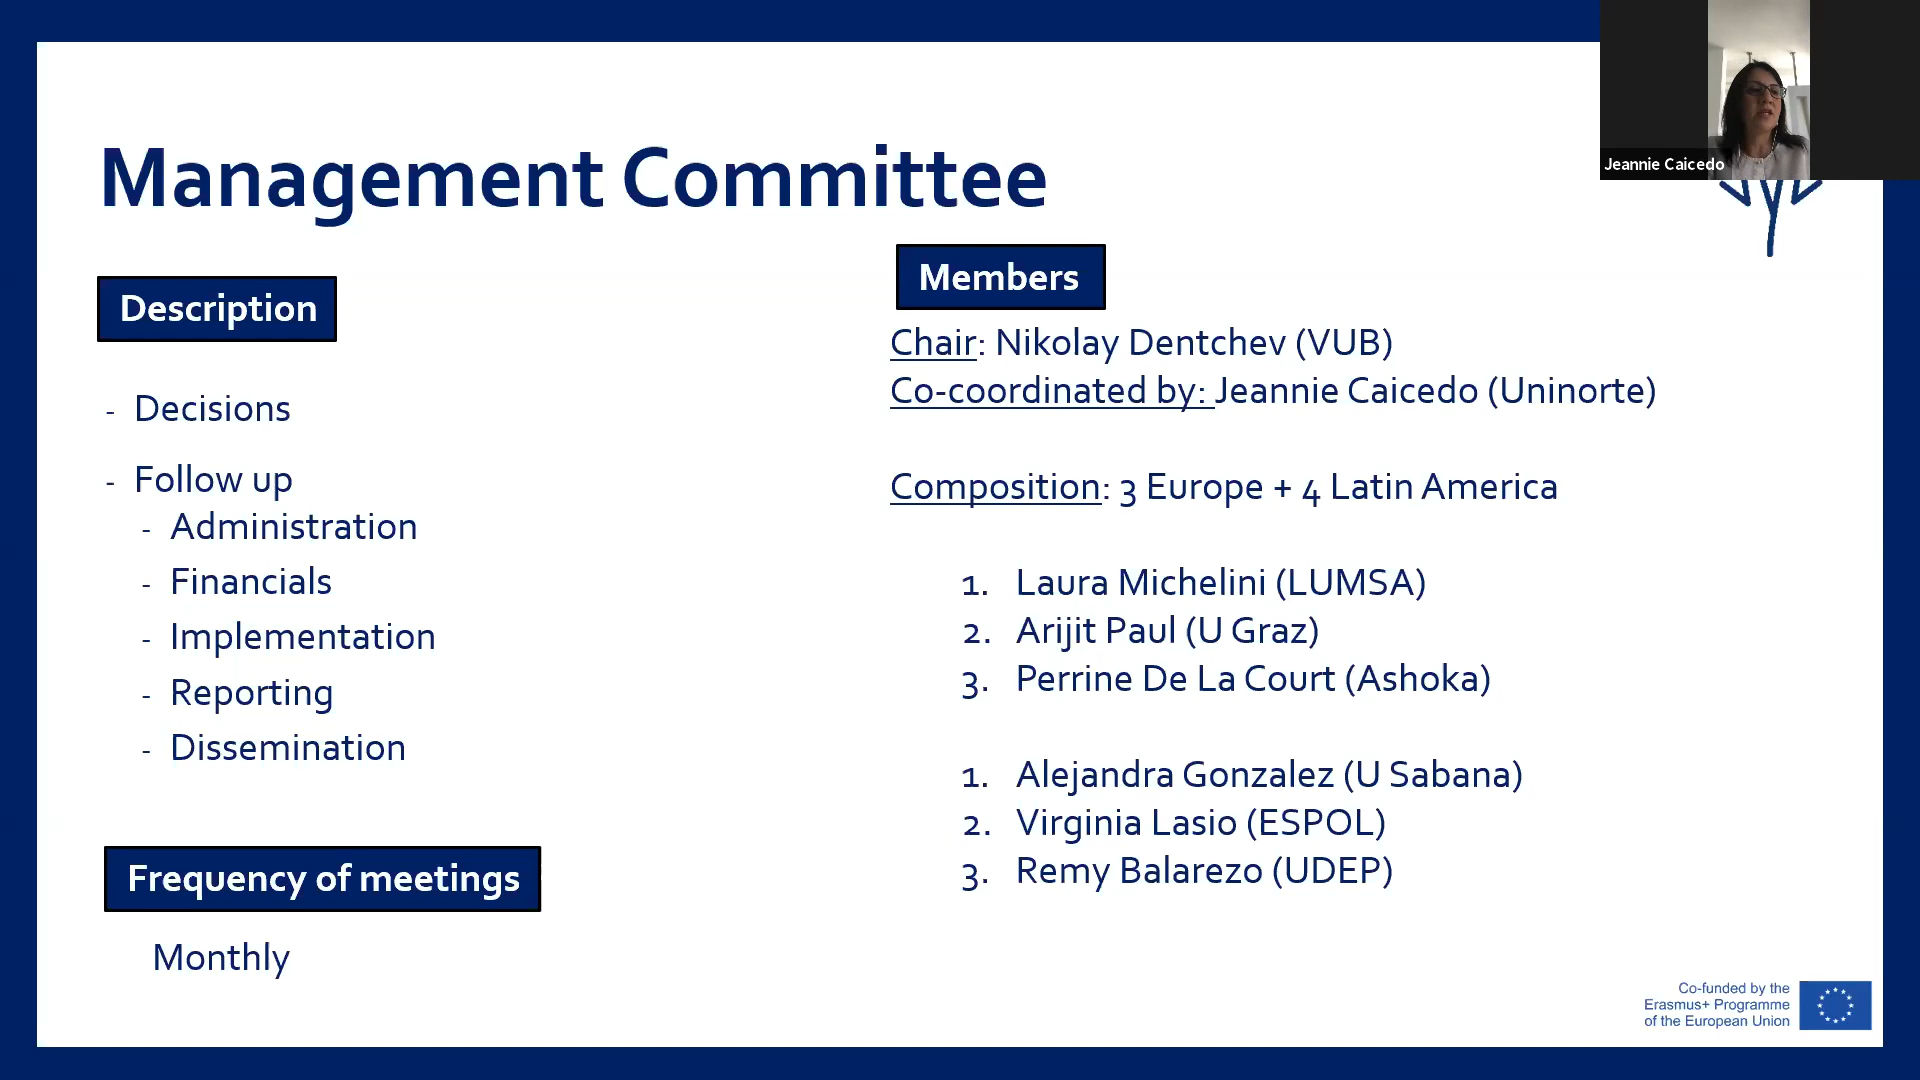 Jeannie Caicedo
Management Committee
Description
- Decisions
- Follow up
- Administration
- Financials
- Implementation
- Reporting
- Dissemination
Frequency of meetings
Monthly
Members
Chair: Nikolay Dentchev (VUB)
Co-coordinated by: Jeannie Caicedo (Uninorte)
Composition: 3 Europe + 4 Latin America
1. Laura Michelini (LUMSA)
2. Arijit Paul (U Graz)
3. Perrine De La Court (Ashoka)
1. Alejandra Gonzalez (U Sabana)
2. Virginia Lasio (ESPOL)
3. Remy Balarezo (UDEP)
Co-funded by the
Erasmus+ Programme
of the European Union